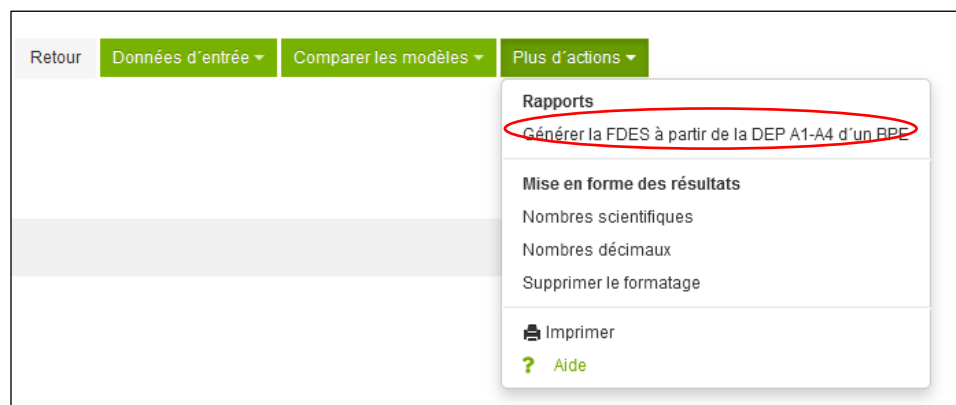 Retour Données d´entrée Comparer les modèles Plus d´actions
Rapports
Générer la FDES à partir de la DEP A1-A4 d´un BPE
Mise en forme des résultats
Nombres scientifiques
Nombres décimaux
Supprimer le formatage
Imprimer
? Aide